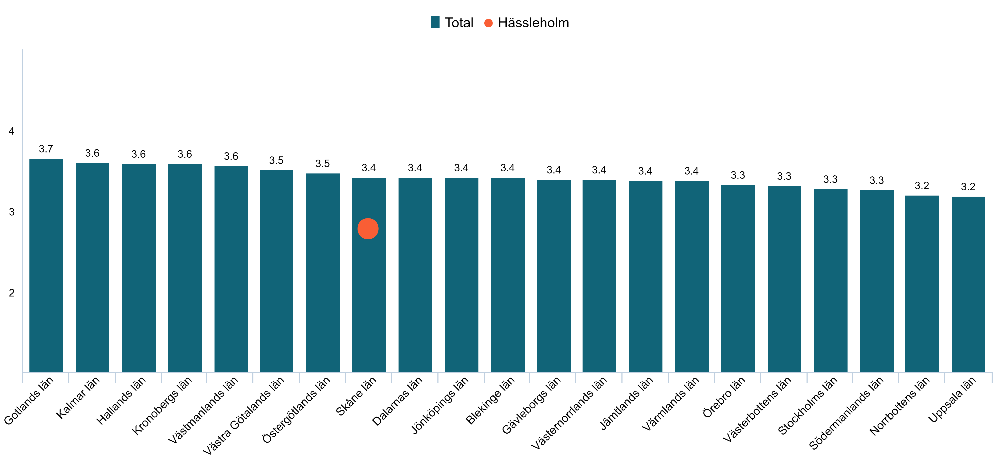 Total Hässleholm
4
3
2
3.7 3.6 3.6 3.6 3.6 3.5 3.5 3.4 3.4 3.4 3.4 3.4 3.4 3.4 3.4 3.3 3.3 3.3 3.3 3.2 3.2
Gotlands län
Kalmar län
Hallands län
Kronobergs län
Västmanlands län
Västra Götalands län
Östergötlands län
Skåne län
Dalarnas län
Jönköpings län
Blekinge län
Gävleborgs län
Västernorrlands län
Jämtlands län
Värmlands län
Örebro län
Västerbottens län
Stockholms län
Södermanlands län
Norrbottens län
Uppsala län